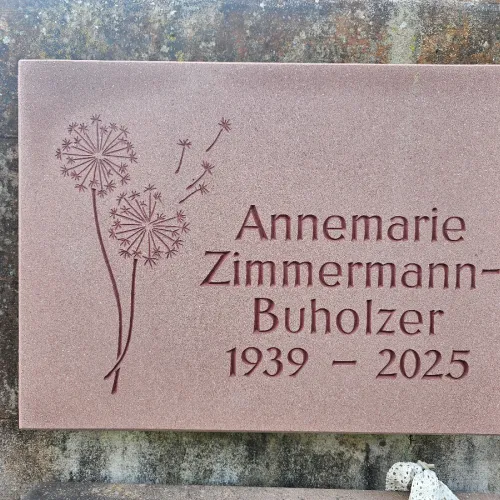 Annemarie
Zimmermann-
Buholzer
1939 – 2025